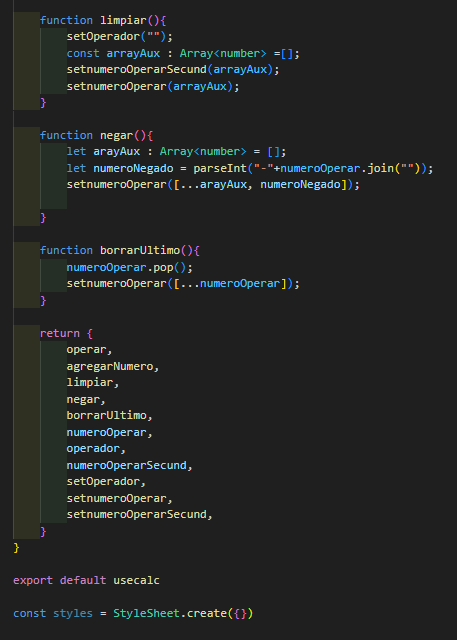 function limpiar(){
setOperador("");
const arrayAux : Array<number> =[];
setnumeroOperarSecund(arrayAux);
setnumeroOperar(arrayAux);
}
function negar(){
let arayAux : Array<number> = [];
let numeroNegado = parseInt("-"+numeroOperar.join(""));
setnumeroOperar([...arayAux, numeroNegado]);
}
function borrarUltimo(){
numeroOperar.pop();
setnumeroOperar([...numeroOperar]);
}
return {
operar,
agregarNumero,
limpiar,
negar,
borrarUltimo,
numeroOperar,
operador,
numeroOperarSecund,
setOperador,
setnumeroOperar,
setnumeroOperarSecund,
}
}
export default usecalc
const styles = StyleSheet.create({})